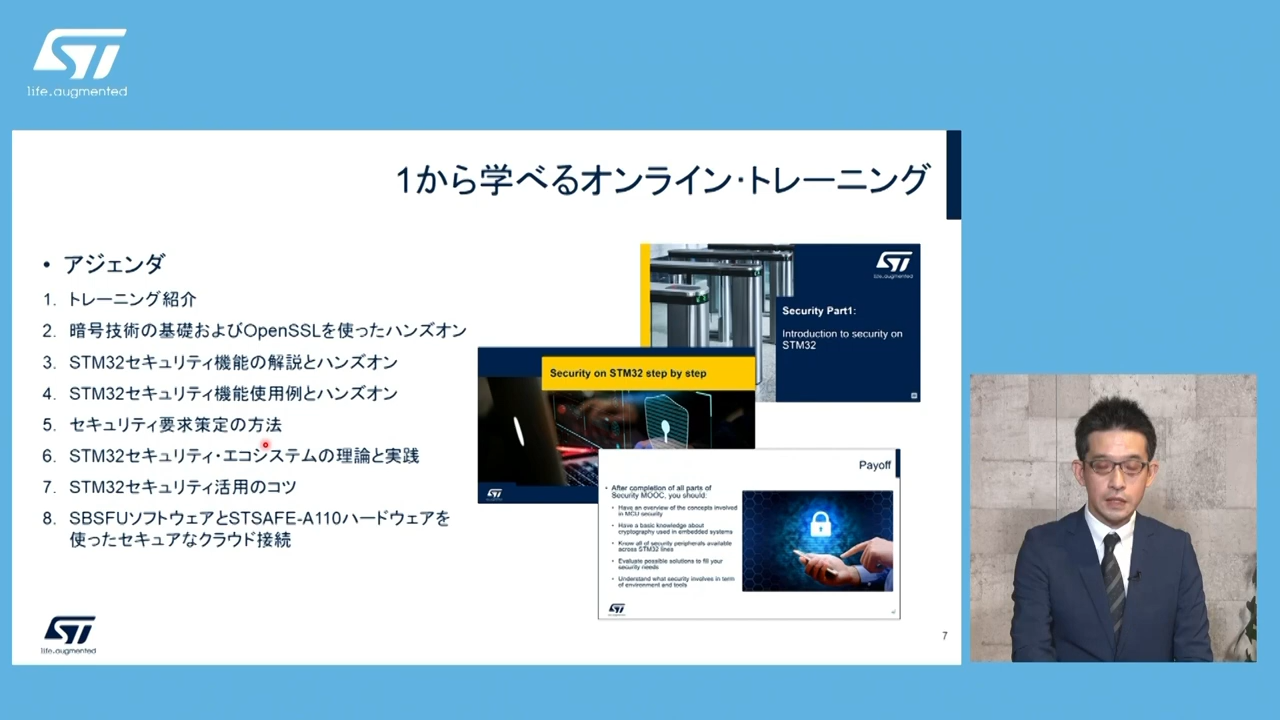 ST
life.augmented
1から学べるオンライン・トレーニング
• アジェンダ
1. トレーニング紹介
2. 暗号技術の基礎およびOpenSSLを使ったハンズオン
3. STM32セキュリティ機能の解説とハンズオン
4. STM32セキュリティ機能使用例とハンズオン
5. セキュリティ要求策定の方法
6. STM32セキュリティ・エコシステムの理論と実践
7. STM32セキュリティ活用のコツ
8. SBSFUソフトウェアとSTSAFE-A110ハードウェアを
使ったセキュアなクラウド接続
ST
life.augmented
Security Part1:
Introduction to security on
STM32
Security on STM32 step by step
ST
Payoff
• After completion of all parts of
Security MOOC, you should:
• Have an overview of the concepts involved
in MCU security
• Have a basic knowledge about
cryptography used in embedded systems
• Know all of security peripherals available
across STM32 lines
• Evaluate possible solutions to fill your
security needs
• Understand what security involves in term
of environment and tools
ST
ST
life.augmented
7